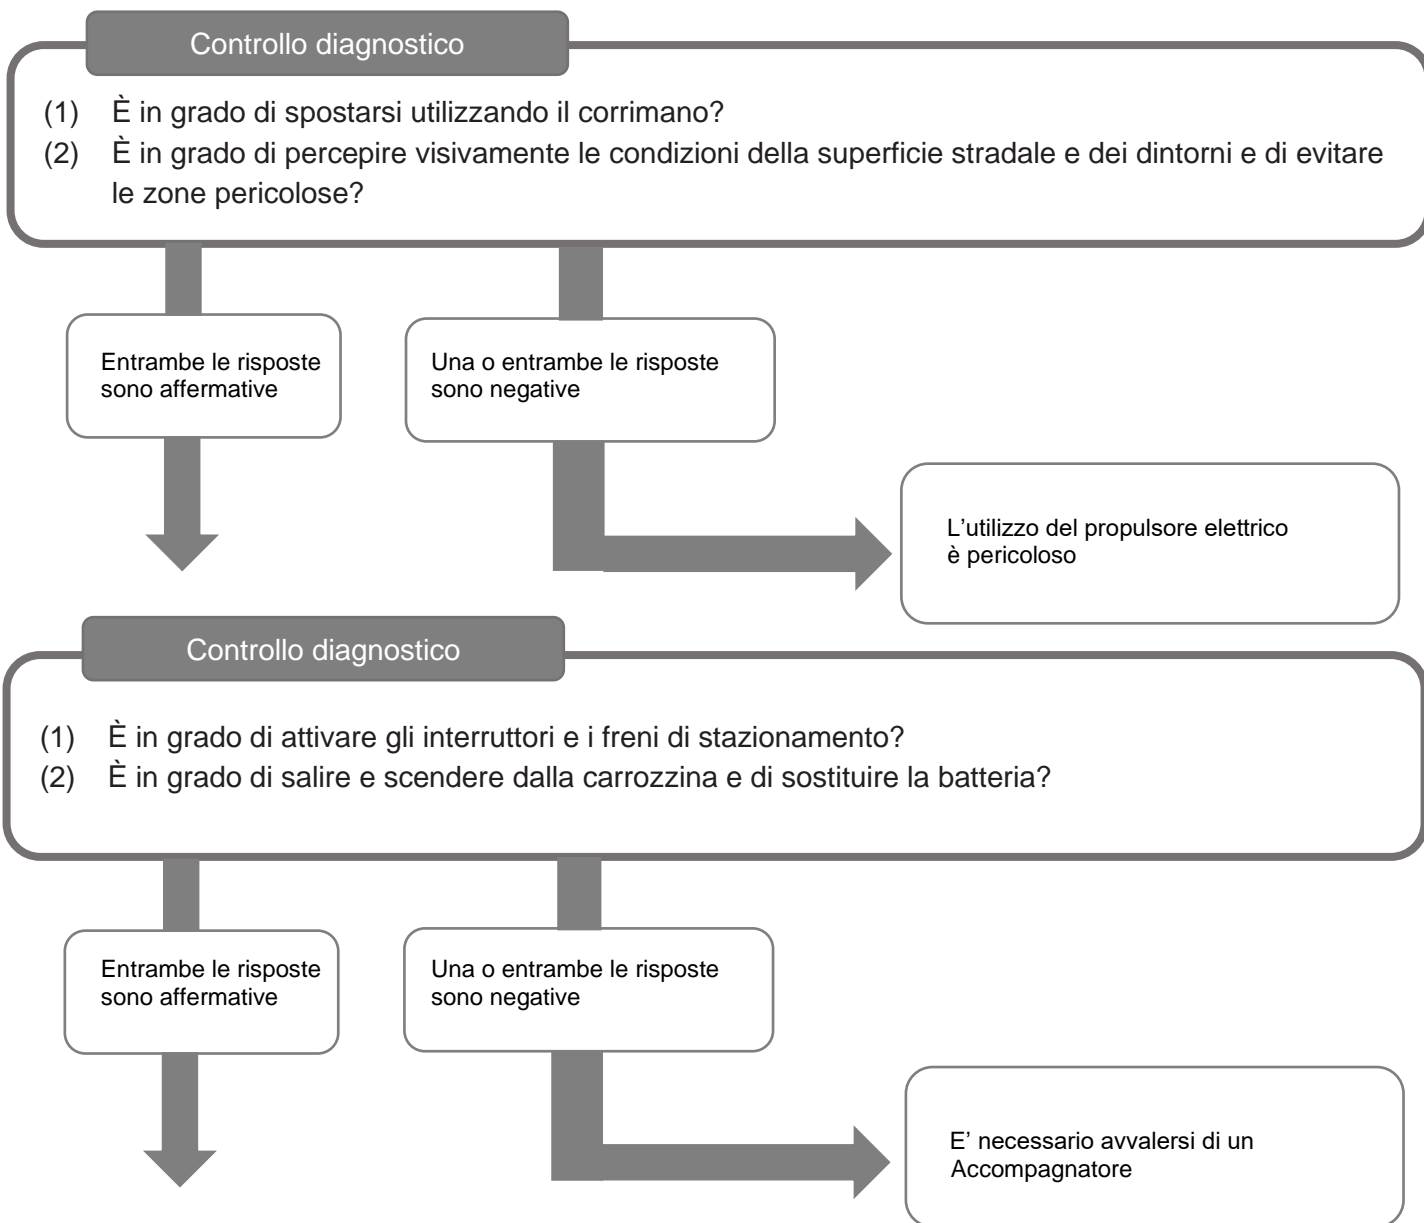 Controllo diagnostico
(1) È in grado di spostarsi utilizzando il corrimano?
(2) È in grado di percepire visivamente le condizioni della superficie stradale e dei dintorni e di evitare
le zone pericolose?
Entrambe le risposte
sono affermative
Una o entrambe le risposte
sono negative
L’utilizzo del propulsore elettrico
è pericoloso
Controllo diagnostico
(1) È in grado di attivare gli interruttori e i freni di stazionamento?
(2) È in grado di salire e scendere dalla carrozzina e di sostituire la batteria?
Entrambe le risposte
sono affermative
Una o entrambe le risposte
sono negative
E’ necessario avvalersi di un
Accompagnatore